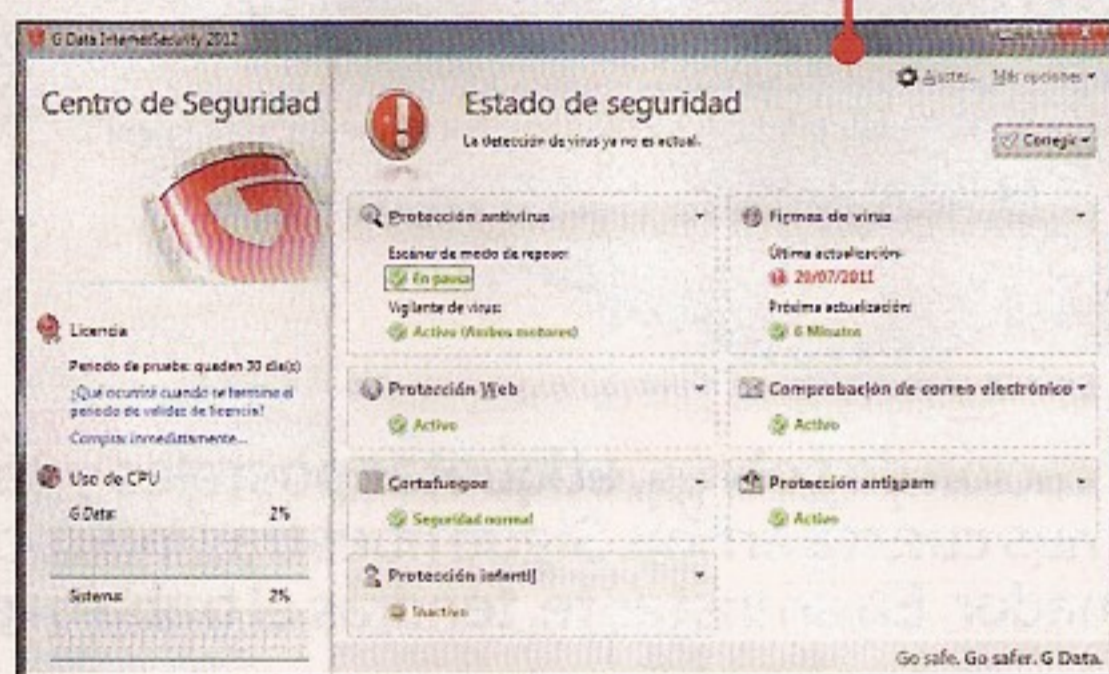 G Data InternetSecurity 2012
Ajustes... Más opciones
Centro de Seguridad
Estado de seguridad
La detección de virus ya no es actual.
Corregir
Protección antivirus
Escáner de modo de reposo:
En pausa
Vigilante de virus:
Activo (Ambos motores)
Firmas de virus
Última actualización:
20/07/2011
Próxima actualización:
6 Minutos
Licencia
Periodo de prueba: quedan 30 día(s)
¿Qué ocurrirá cuando se termine el
periodo de validez de licencia?
Comprar inmediatamente...
Protección Web
Activo
Comprobación de correo electrónico
Activo
Uso de CPU
G Data: 2%
Sistema: 2%
Cortafuegos
Seguridad normal
Protección antispam
Activo
Protección infantil
Inactivo
Go safe. Go safer. G Data.